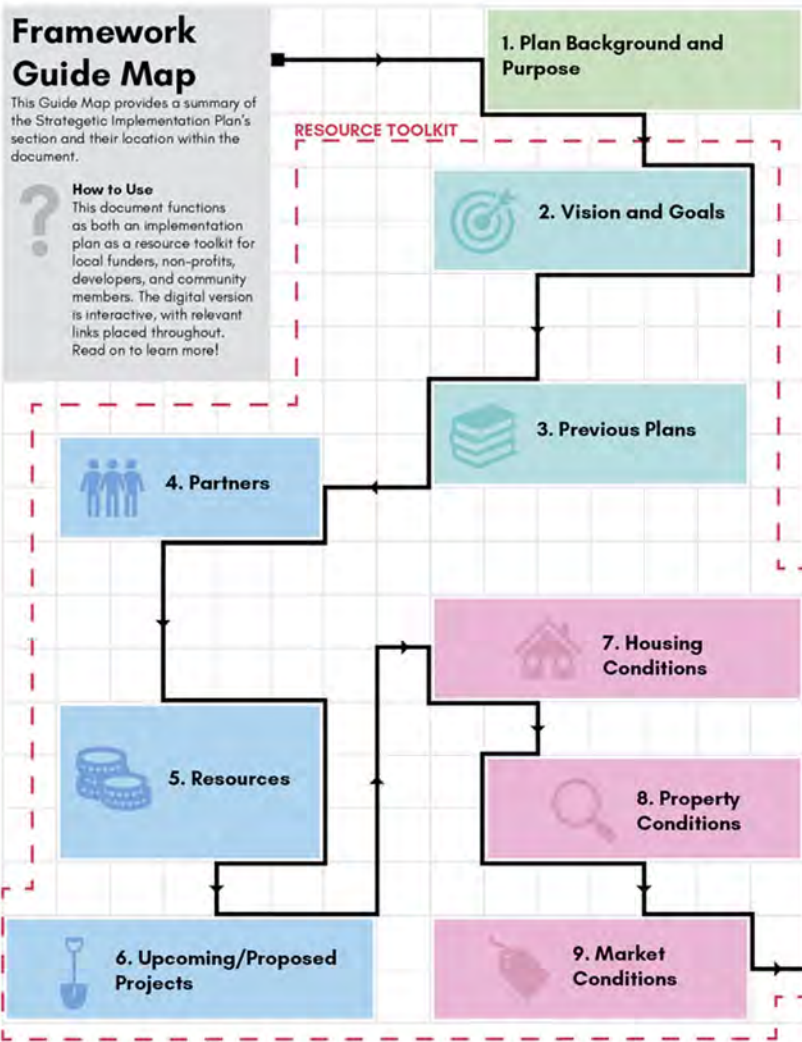 Framework
Guide Map
This Guide Map provides a summary of
the Strategetic Implementation Plan's
section and their location within the
document.
How to Use
This document functions
as both an implementation
plan as a resource toolkit for
local funders, non-profits,
developers, and community
members. The digital version
is interactive, with relevant
links placed throughout.
Read on to learn more!
1. Plan Background and
Purpose
RESOURCE TOOLKIT
2. Vision and Goals
3. Previous Plans
4. Partners
5. Resources
6. Upcoming/Proposed
Projects
7. Housing
Conditions
8. Property
Conditions
9. Market
Conditions